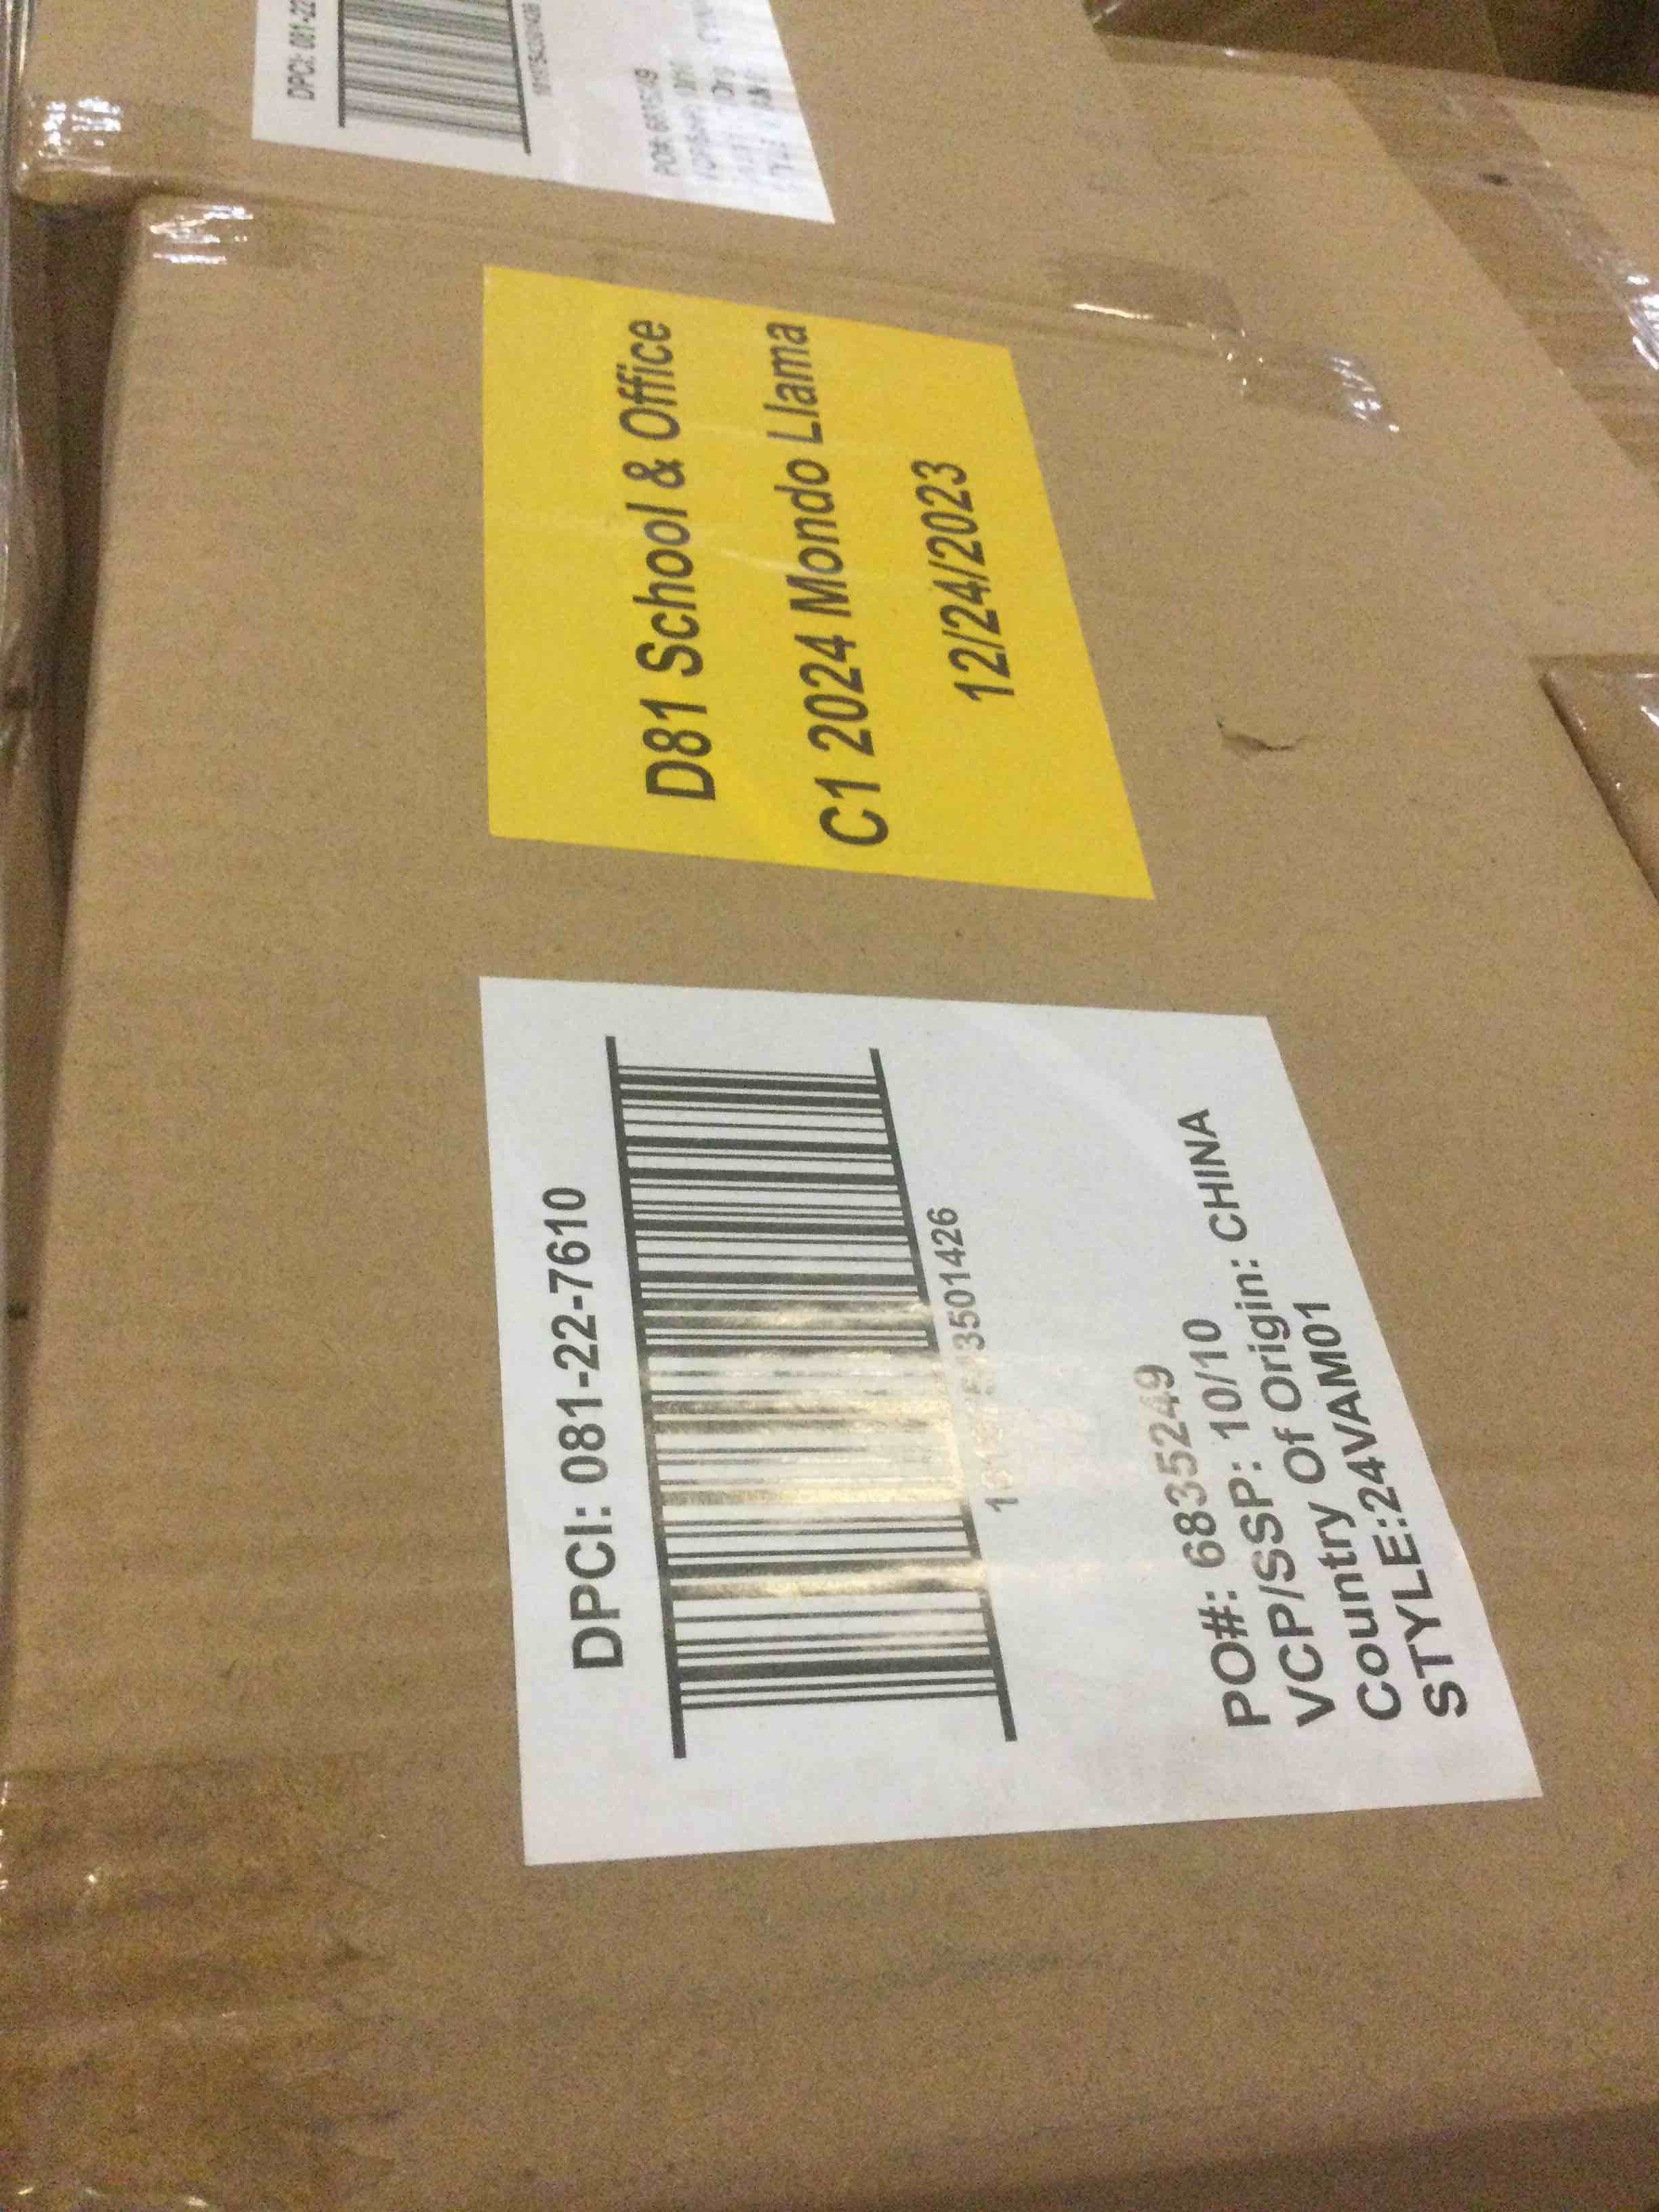 D81 School & Office
C1 2024 Mondo Llama
12/24/2023
DPCI: 081-22-7610
3501426
PO#: 6835249
VCP/SSP: 10/10
Country Of Origin: CHINA
STYLE:24VAM01